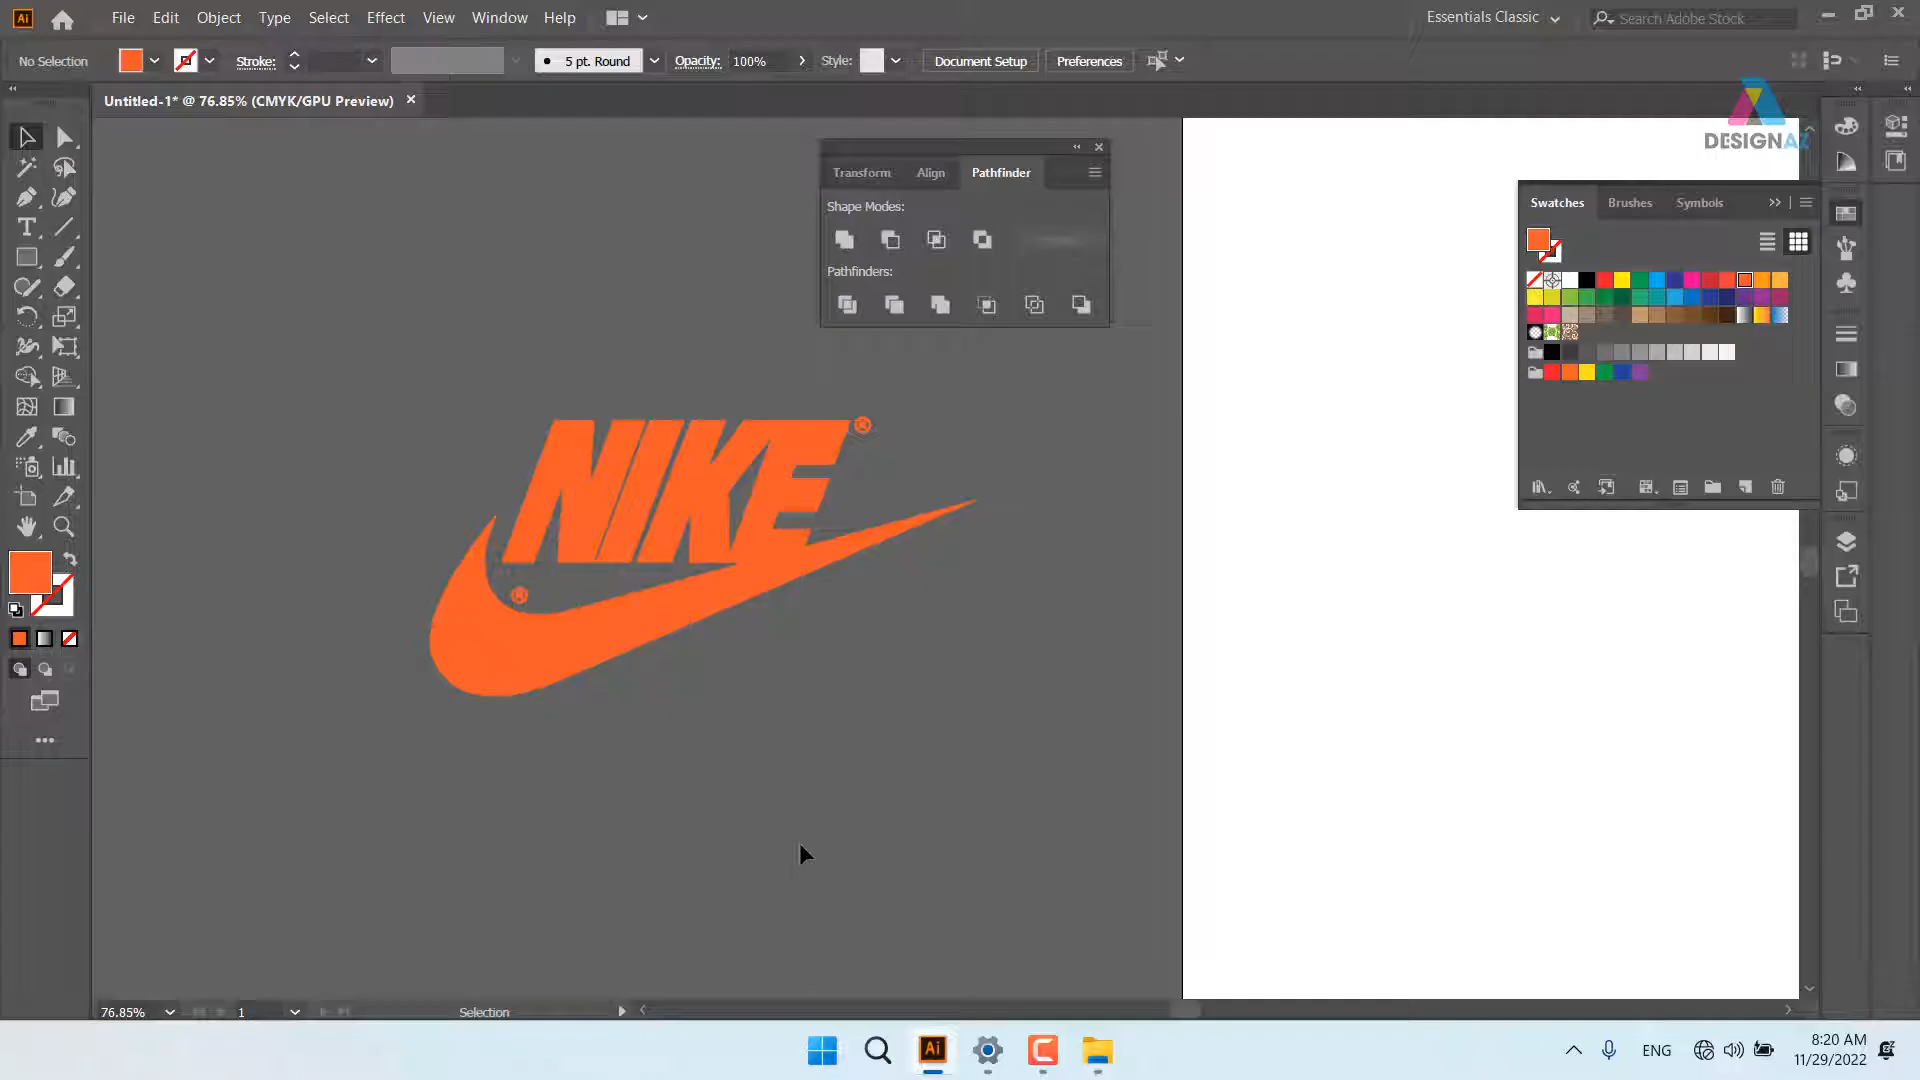 Ai File Edit Object Type Select Effect View Window Help Essentials Classic Search Adobe Stock
No Selection Stroke: 5 pt. Round Opacity: 100% Style: Document Setup Preferences
Untitled-1* @ 76.85% (CMYK/GPU Preview)
DESIGNAZ
Transform Align Pathfinder
Shape Modes:
Pathfinders:
Swatches Brushes Symbols
NIKE®
®
76.85% 1 Selection
Ai
ENG
8:20 AM
11/29/2022